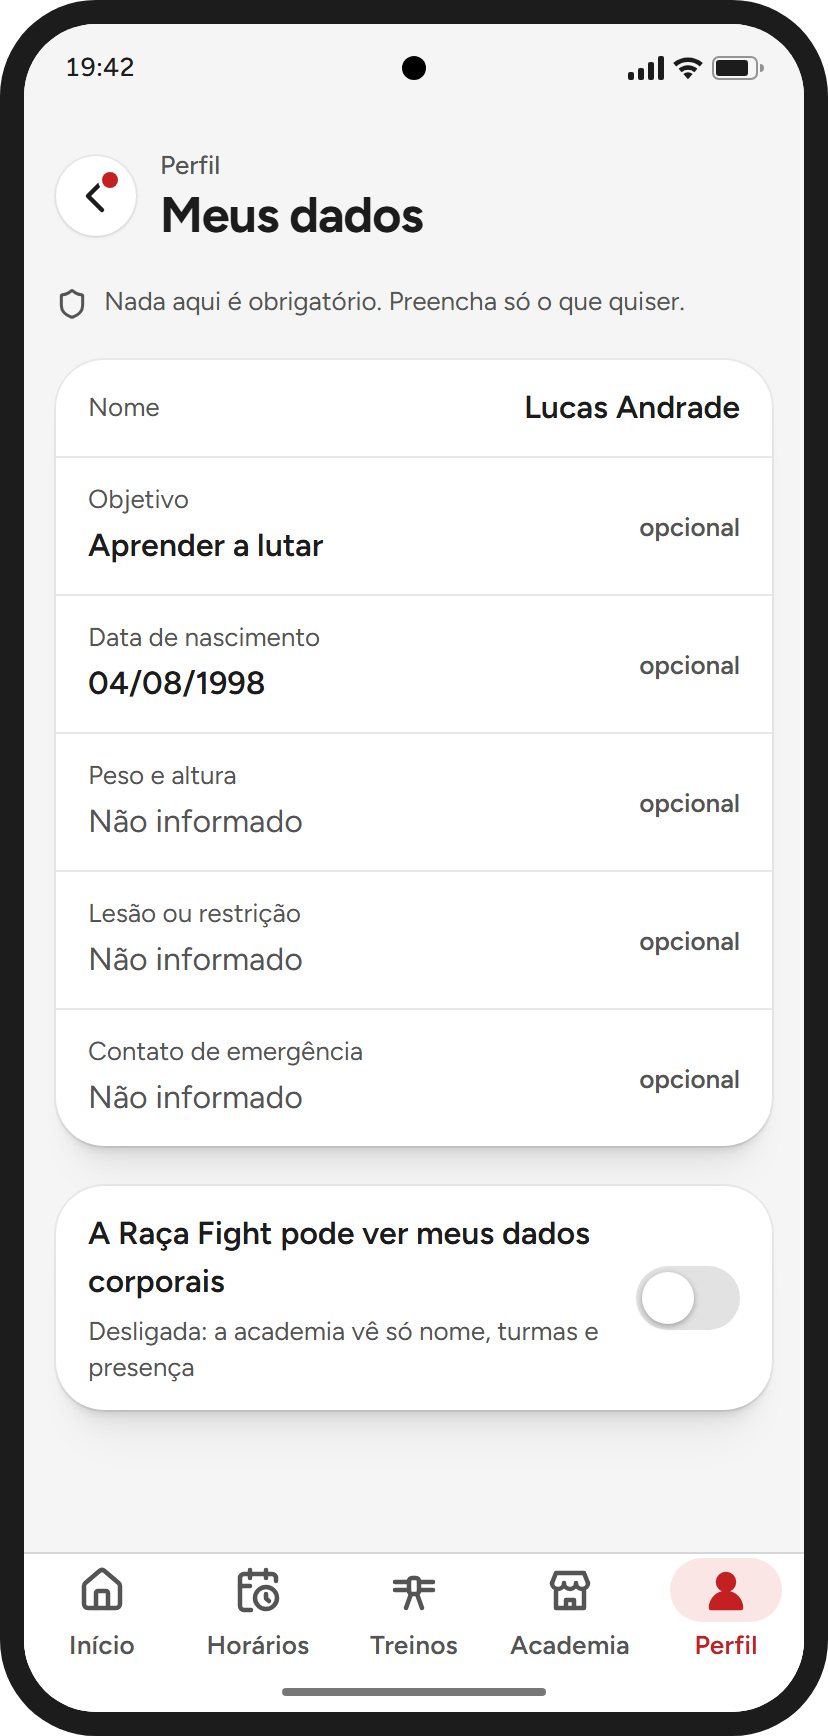 19:42
Perfil
Meus dados
Nada aqui é obrigatório. Preencha só o que quiser.
Nome
Lucas Andrade
Objetivo
Aprender a lutar
opcional
Data de nascimento
04/08/1998
opcional
Peso e altura
Não informado
opcional
Lesão ou restrição
Não informado
opcional
Contato de emergência
Não informado
opcional
A Raça Fight pode ver meus dados
corporais
Desligada: a academia vê só nome, turmas e
presença
Início
Horários
Treinos
Academia
Perfil